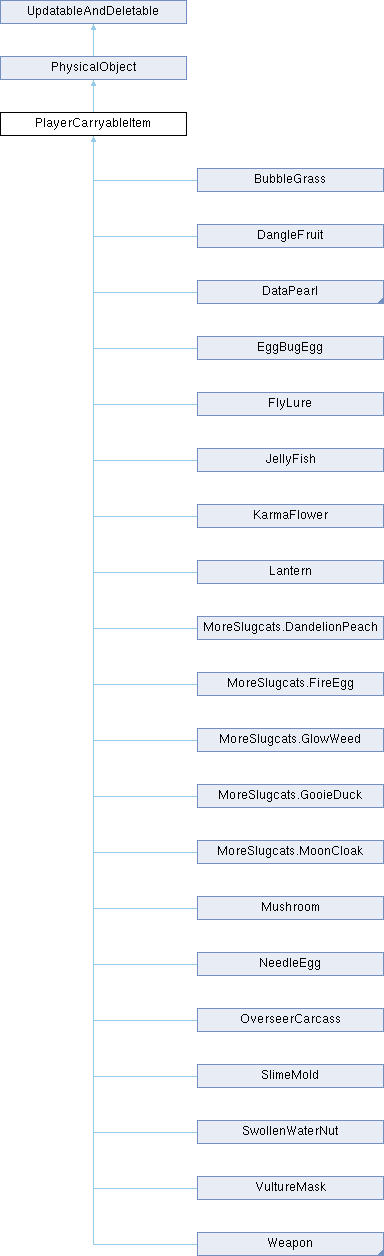 UpdatableAndDeletable
PhysicalObject
PlayerCarryableItem
BubbleGrass
DangleFruit
DataPearl
EggBugEgg
FlyLure
JellyFish
KarmaFlower
Lantern
MoreSlugcats.DandelionPeach
MoreSlugcats.FireEgg
MoreSlugcats.GlowWeed
MoreSlugcats.GooieDuck
MoreSlugcats.MoonCloak
Mushroom
NeedleEgg
OverseerCarcass
SlimeMold
SwollenWaterNut
VultureMask
Weapon